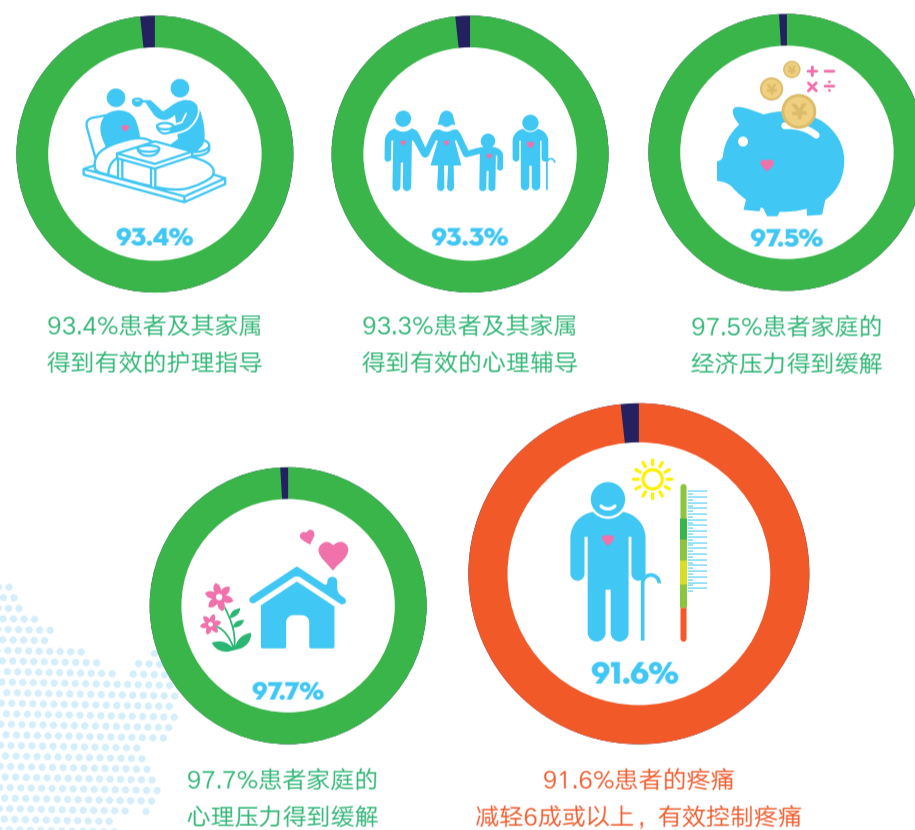 93.4%
93.4%患者及其家属
得到有效的护理指导
93.3%
93.3%患者及其家属
得到有效的心理辅导
97.5%
97.5%患者家庭的
经济压力得到缓解
97.7%
97.7%患者家庭的
心理压力得到缓解
91.6%
91.6%患者的疼痛
减轻6成或以上，有效控制疼痛